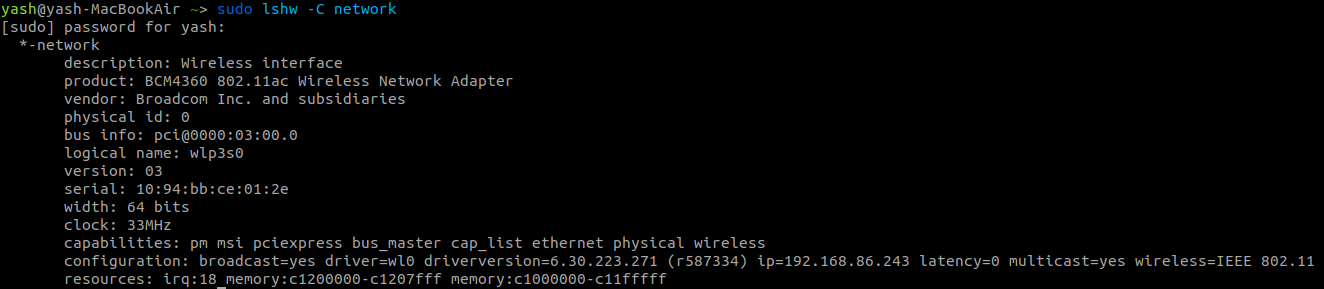 yash@yash-MacBookAir ~> sudo lshw -C network
[sudo] password for yash:
*-network
description: Wireless interface
product: BCM4360 802.11ac Wireless Network Adapter
vendor: Broadcom Inc. and subsidiaries
physical id: 0
bus info: pci@0000:03:00.0
logical name: wlp3s0
version: 03
serial: 10:94:bb:ce:01:2e
width: 64 bits
clock: 33MHz
capabilities: pm msi pciexpress bus_master cap_list ethernet physical wireless
configuration: broadcast=yes driver=wl0 driverversion=6.30.223.271 (r587334) ip=192.168.86.243 latency=0 multicast=yes wireless=IEEE 802.11
resources: irq:18 memory:c1200000-c1207fff memory:c1000000-c11fffff